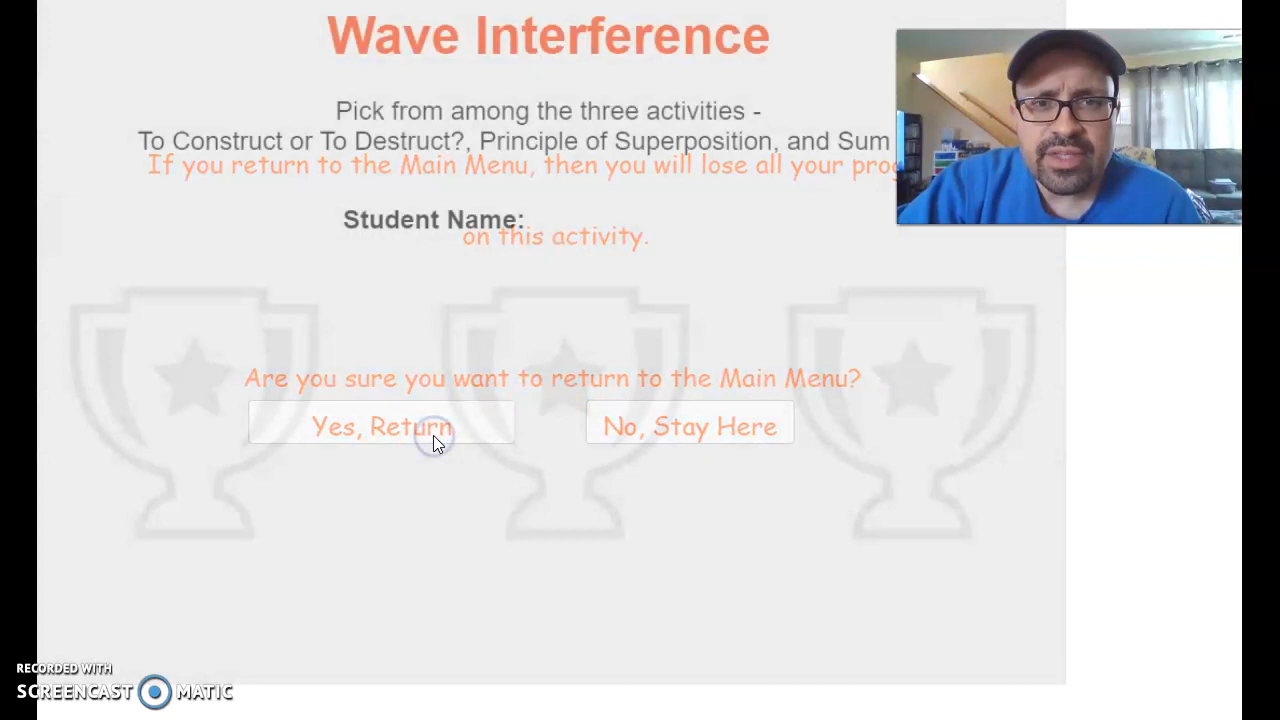 Wave Interference
Pick from among the three activities -
To Construct or To Destruct?, Principle of Superposition, and Sum
If you return to the Main Menu, then you will lose all your
Student Name:
on this activity.
Are you sure you want to return to the Main Menu?
Yes, Return
No, Stay Here
RECORDED WITH
SCREENCAST MATIC